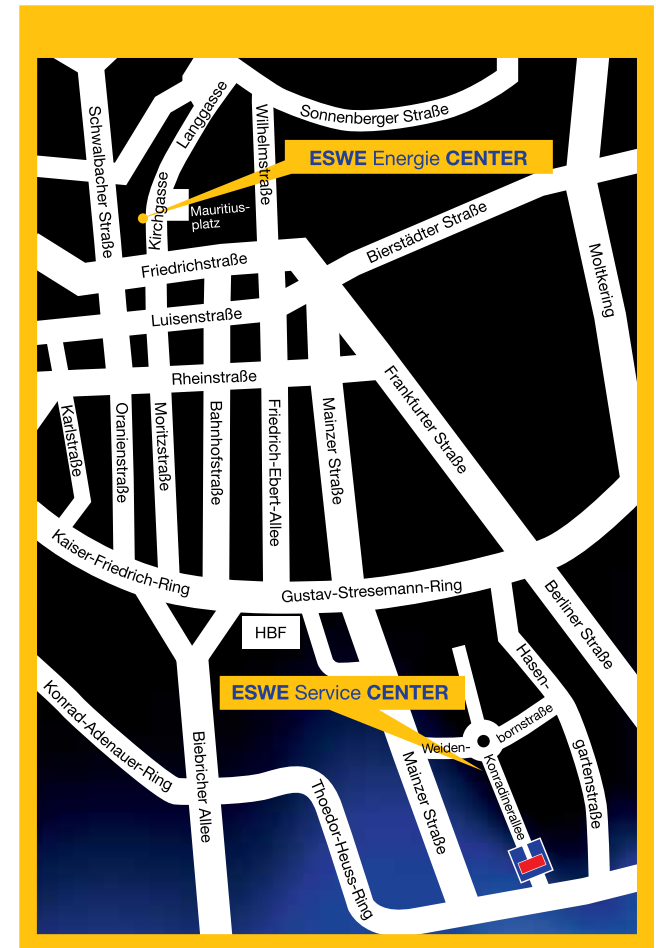 Schwalbacher Straße
Langgasse
Wilhelmstraße
Sonnenberger Straße
ESWE Energie CENTER
Kirchgasse
Mauritius-
platz
Bierstädter Straße
Moltkering
Friedrichstraße
Luisenstraße
Rheinstraße
Frankfurter Straße
Karlstraße
Oranienstraße
Moritzstraße
Bahnhofstraße
Friedrich-Ebert-Allee
Mainzer Straße
Kaiser-Friedrich-Ring
Gustav-Stresemann-Ring
Berliner Straße
HBF
Hasen-
gartenstraße
ESWE Service CENTER
Konrad-Adenauer-Ring
Biebricher Allee
Weiden-
bornstraße
Konradinerallee
Mainzer Straße
Thoedor-Heuss-Ring